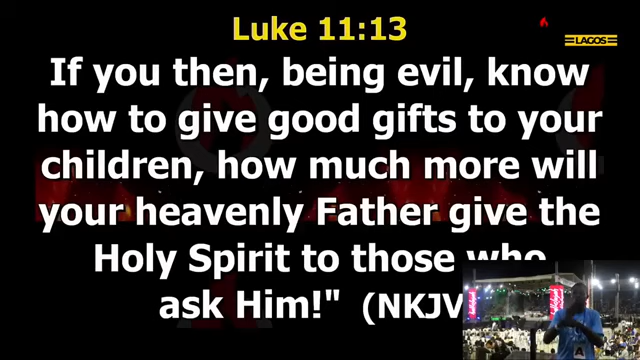 Luke 11:13
LAGOS
If you then, being evil, know
how to give good gifts to your
children, how much more will
your heavenly Father give the
Holy Spirit to those who
ask Him!" (NKJV